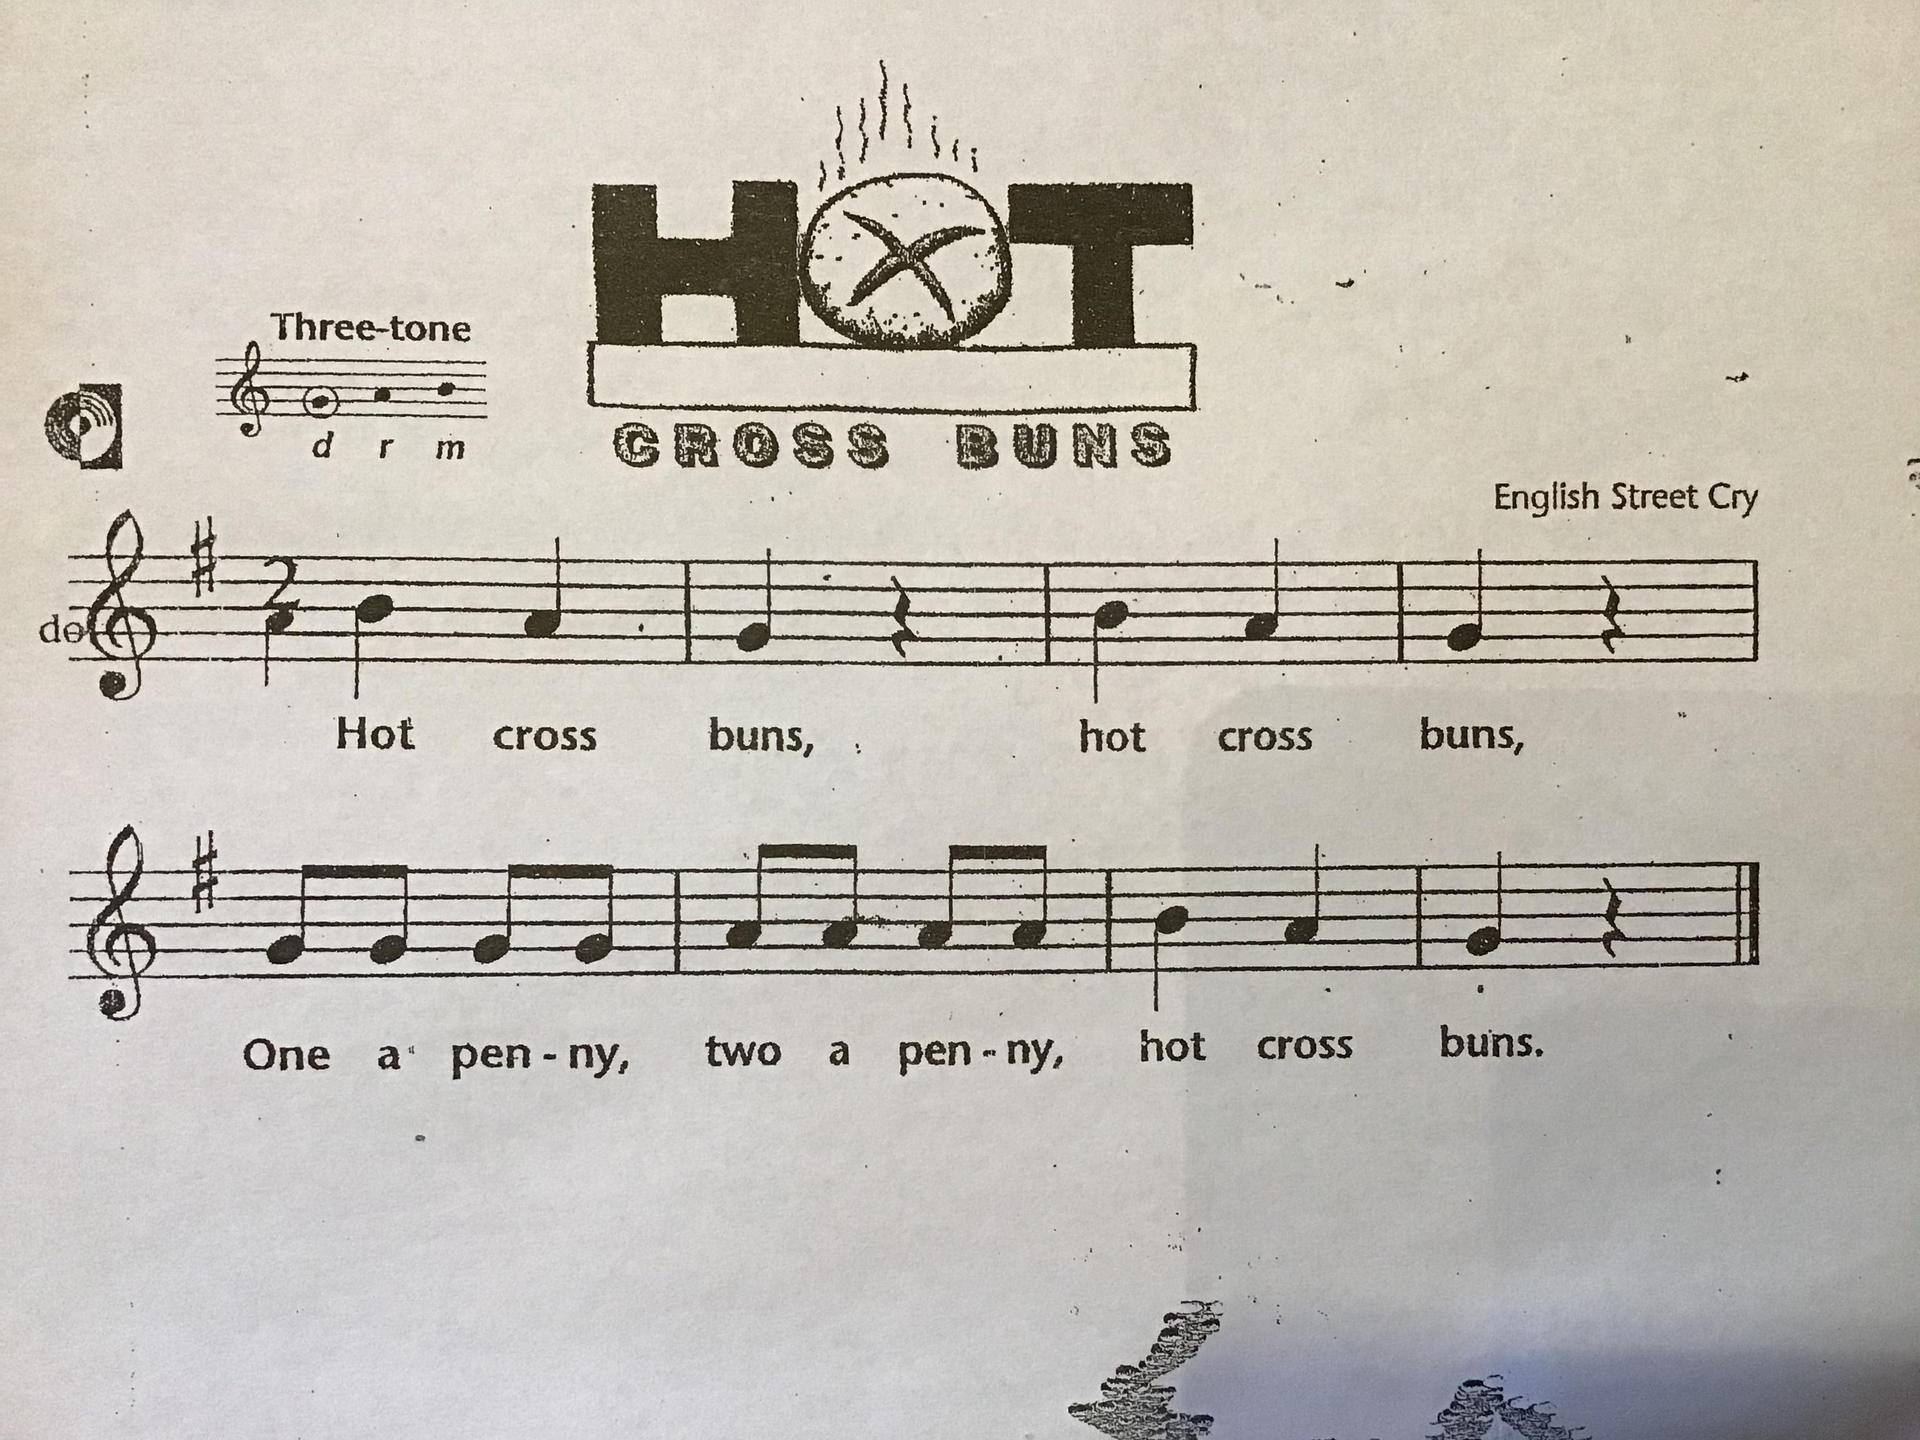 HOT
CROSS BUNS
Three-tone
d r m
English Street Cry
do
2
Hot cross buns, hot cross buns,
One a pen - ny, two a pen - ny, hot cross buns.